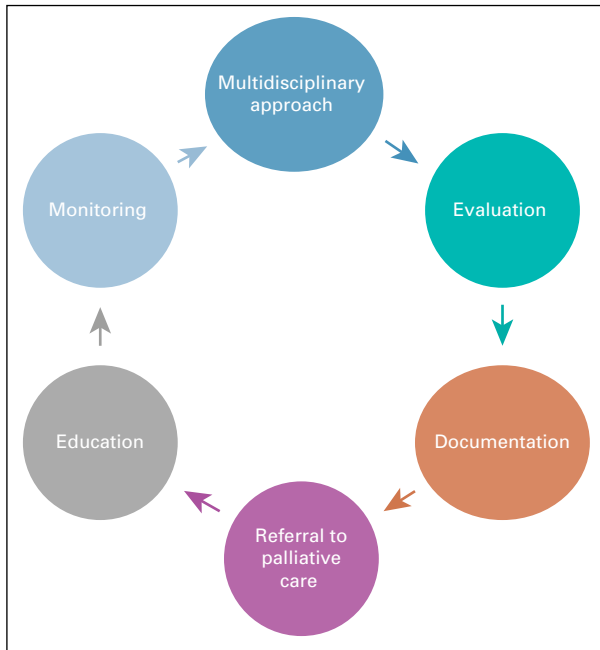 Multidisciplinary
approach
Evaluation
Documentation
Referral to
palliative
care
Education
Monitoring